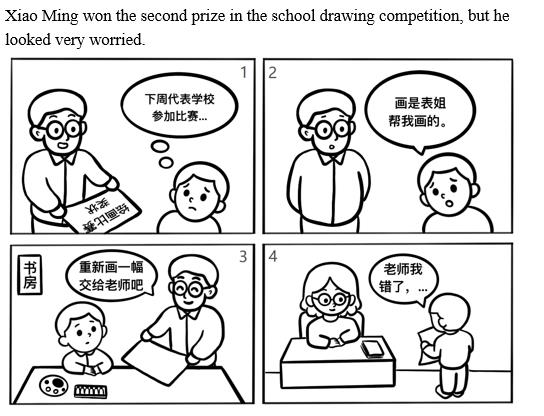 Xiao Ming won the second prize in the school drawing competition, but he
looked very worried.
1
下周代表学校
参加比赛...
绘画比赛
奖状
2
画是表姐
帮我画的。
3
书
房
重新画一幅
交给老师吧
4
老师我
错了，...